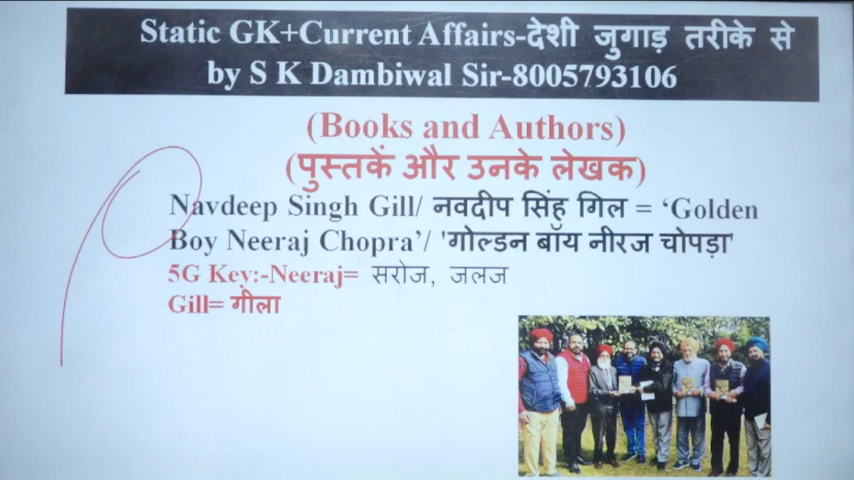 Static GK+Current Affairs-देशी जुगाड़ तरीके से
by S K Dambiwal Sir-8005793106
(Books and Authors)
(पुस्तकें और उनके लेखक)
Navdeep Singh Gill/ नवदीप सिंह गिल = ‘Golden
Boy Neeraj Chopra’/ 'गोल्डन बॉय नीरज चोपड़ा'
5G Key:-Neeraj= सरोज, जलज
Gill= गीला